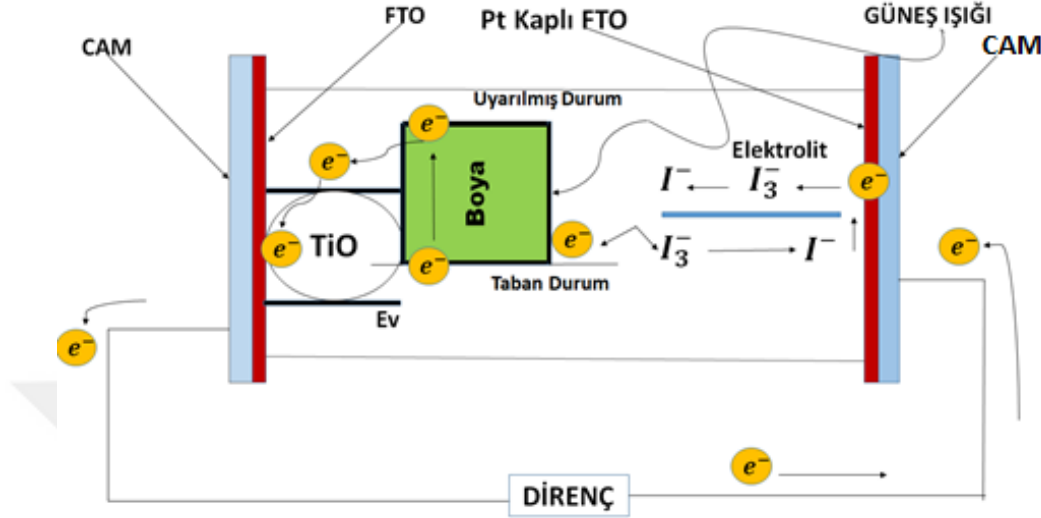 CAM
FTO
Pt Kaplı FTO
GÜNEŞ IŞIĞI
CAM
Uyarılmış Durum
e⁻
e⁻
Boya
e⁻
e⁻
TiO
e⁻
Taban Durum
Ev
Elektrolit
I⁻ I₃⁻
I₃⁻ I⁻
e⁻
e⁻
e⁻
e⁻
DİRENÇ